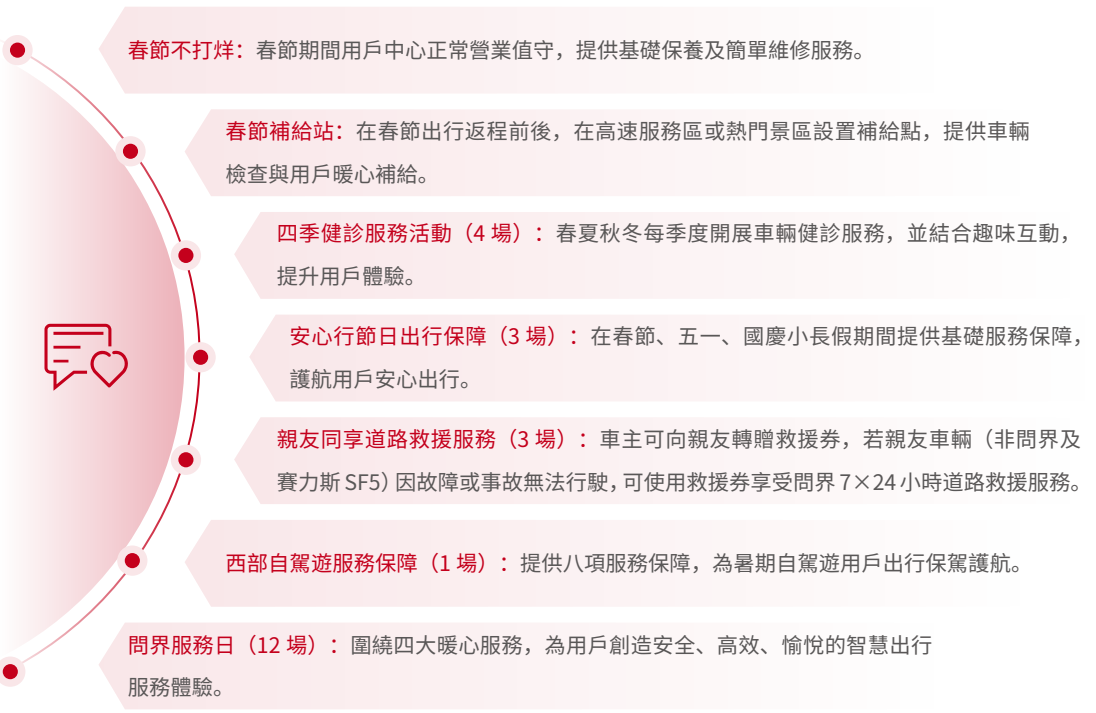 春節不打烊：春節期間用戶中心正常營業值守，提供基礎保養及簡單維修服務。
春節補給站：在春節出行返程前後，在高速服務區或熱門景區設置補給點，提供車輛
檢查與用戶暖心補給。
四季健診服務活動（4 場）：春夏秋冬每季度開展車輛健診服務，並結合趣味互動，
提升用戶體驗。
安心行節日出行保障（3 場）：在春節、五一、國慶小長假期間提供基礎服務保障，
護航用戶安心出行。
親友同享道路救援服務（3 場）：車主可向親友轉贈救援券，若親友車輛（非問界及
賽力斯 SF5）因故障或事故無法行駛，可使用救援券享受問界 7×24 小時道路救援服務。
西部自駕遊服務保障（1 場）：提供八項服務保障，為暑期自駕遊用戶出行保駕護航。
問界服務日（12 場）：圍繞四大暖心服務，為用戶創造安全、高效、愉悅的智慧出行
服務體驗。